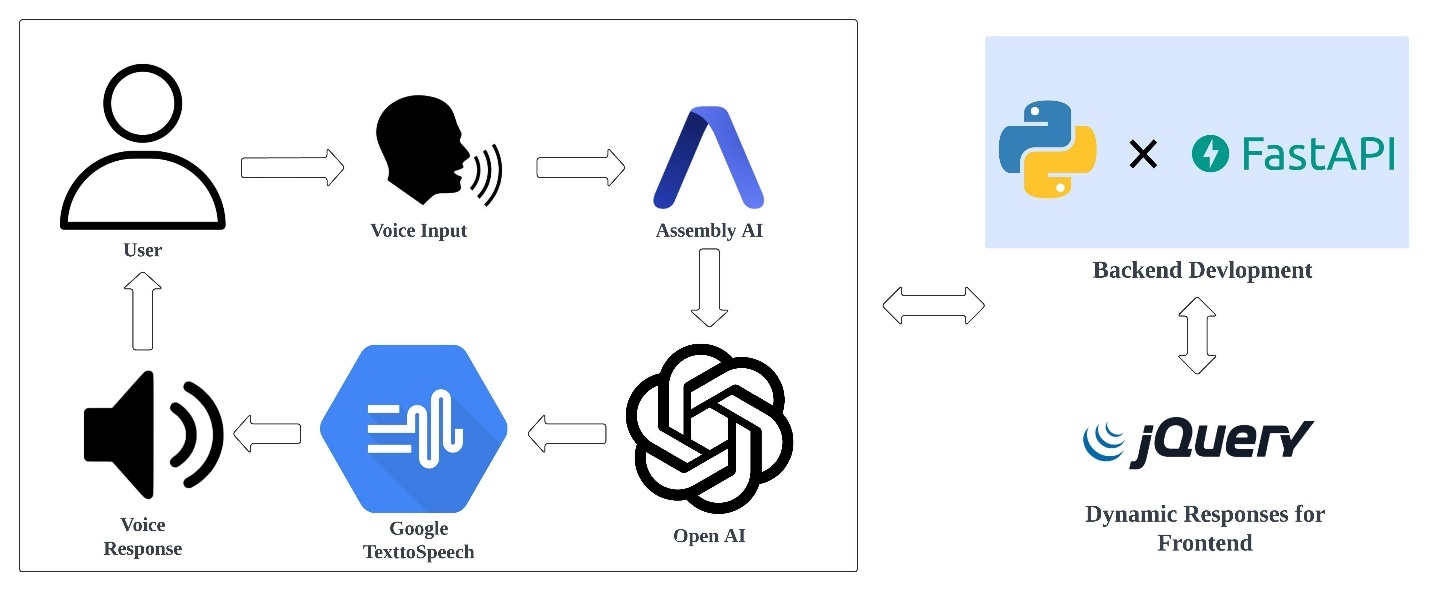 User
Voice Input
Assembly AI
FastAPI
Backend Devlopment
Voice
Response
Google
TexttoSpeech
Open AI
jQuery
Dynamic Responses for
Frontend